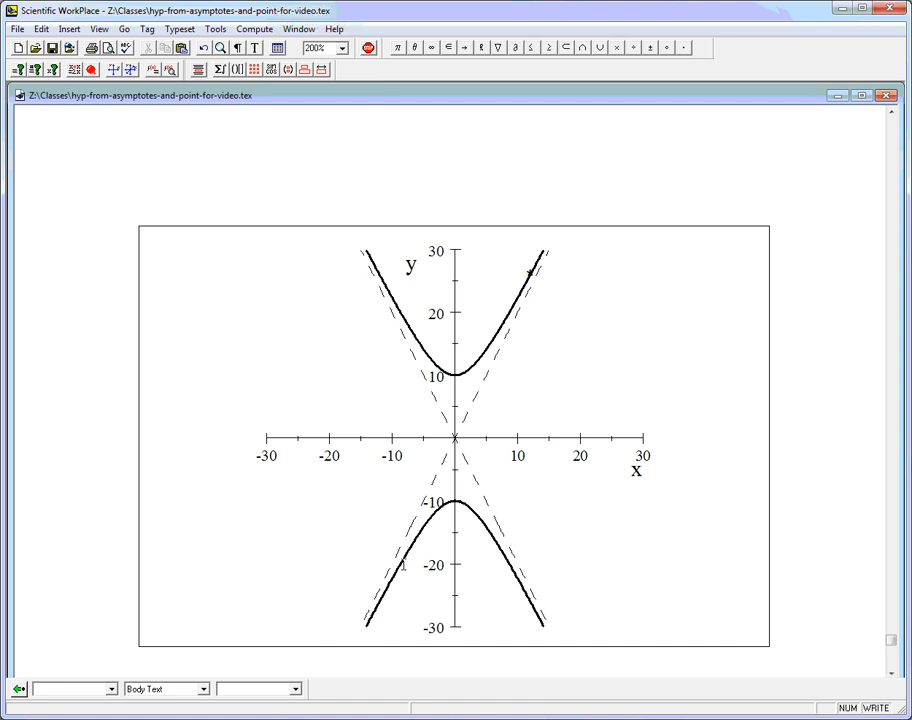 Scientific WorkPlace - [Z:\Classes\hyp-from-asymptotes-and-point-for-video.tex
File Edit Insert View Go Tag Typeset Tools Compute Window Help
200%
π θ ∞ ∈ → ℓ ∇ ∂ ≤ ≥ ⊂ ∩ ∪ × ÷ ± ∘ ·
Z:\Classes\hyp-from-asymptotes-and-point-for-video.tex
y
30
20
10
-30 -20 -10 10 20 30
x
-10
-20
-30
Body Text
NUM WRITE